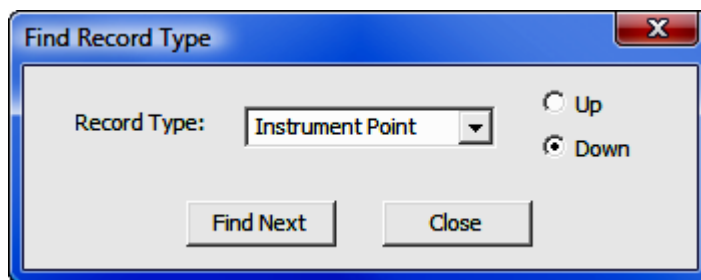 Find Record Type
Record Type: Instrument Point
Up
Down
Find Next Close